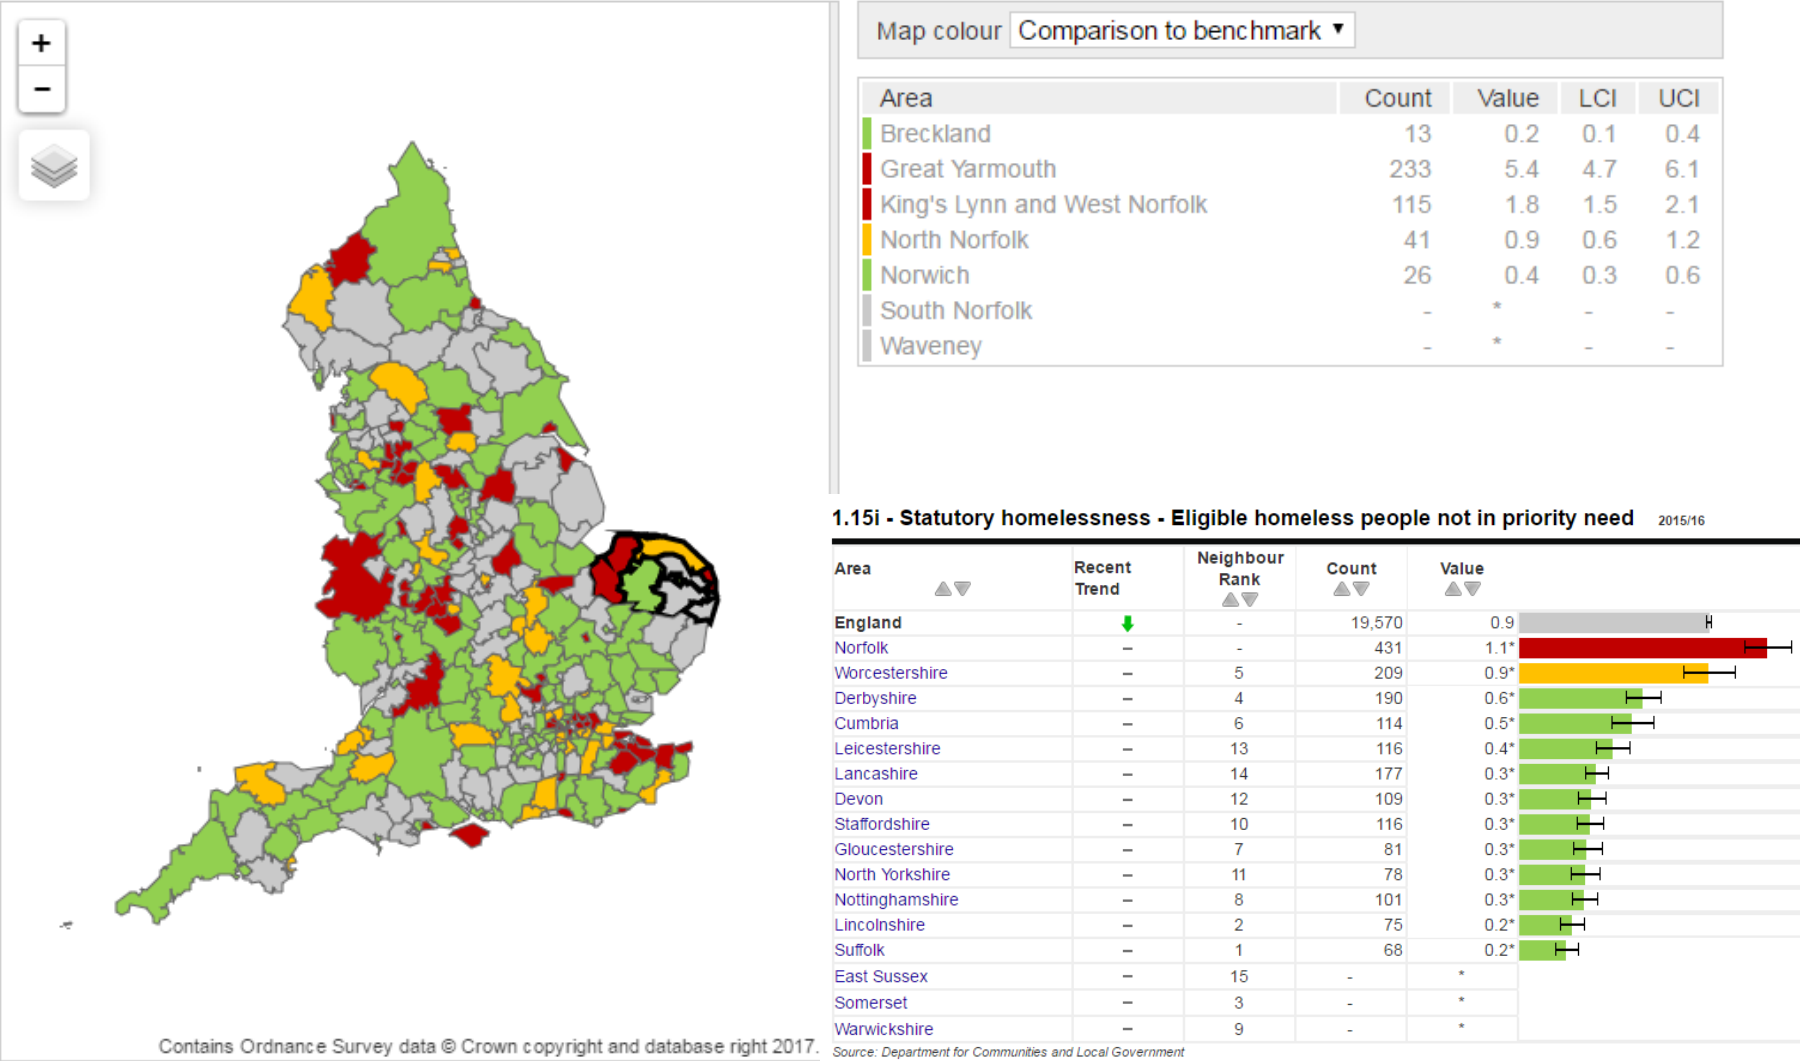 +
−
Contains Ordnance Survey data © Crown copyright and database right 2017.
Map colour Comparison to benchmark ▼
Area Count Value LCI UCI
Breckland 13 0.2 0.1 0.4
Great Yarmouth 233 5.4 4.7 6.1
King's Lynn and West Norfolk 115 1.8 1.5 2.1
North Norfolk 41 0.9 0.6 1.2
Norwich 26 0.4 0.3 0.6
South Norfolk - * - -
Waveney - * - -
1.15i - Statutory homelessness - Eligible homeless people not in priority need 2015/16
Area Recent Trend Neighbour Rank Count Value
England - 19,570 0.9
Norfolk – - 431 1.1*
Worcestershire – 5 209 0.9*
Derbyshire – 4 190 0.6*
Cumbria – 6 114 0.5*
Leicestershire – 13 116 0.4*
Lancashire – 14 177 0.3*
Devon – 12 109 0.3*
Staffordshire – 10 116 0.3*
Gloucestershire – 7 81 0.3*
North Yorkshire – 11 78 0.3*
Nottinghamshire – 8 101 0.3*
Lincolnshire – 2 75 0.2*
Suffolk – 1 68 0.2*
East Sussex – 15 - *
Somerset – 3 - *
Warwickshire – 9 - *
Source: Department for Communities and Local Government